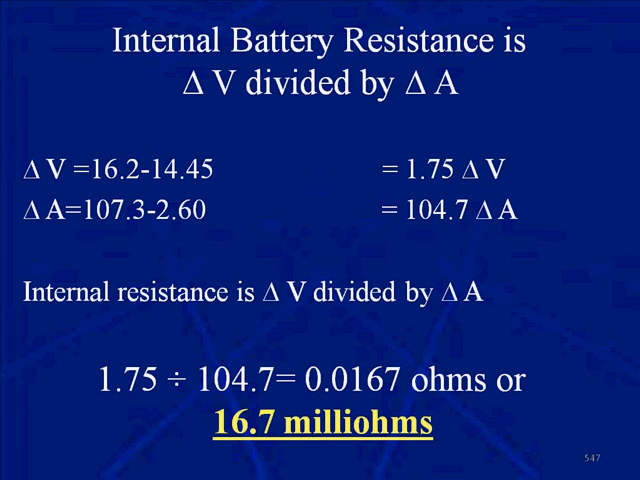 Internal Battery Resistance is
∆ V divided by ∆ A
∆ V =16.2-14.45 = 1.75 ∆ V
∆ A=107.3-2.60 = 104.7 ∆ A
Internal resistance is ∆ V divided by ∆ A
1.75 ÷ 104.7= 0.0167 ohms or
16.7 milliohms
547